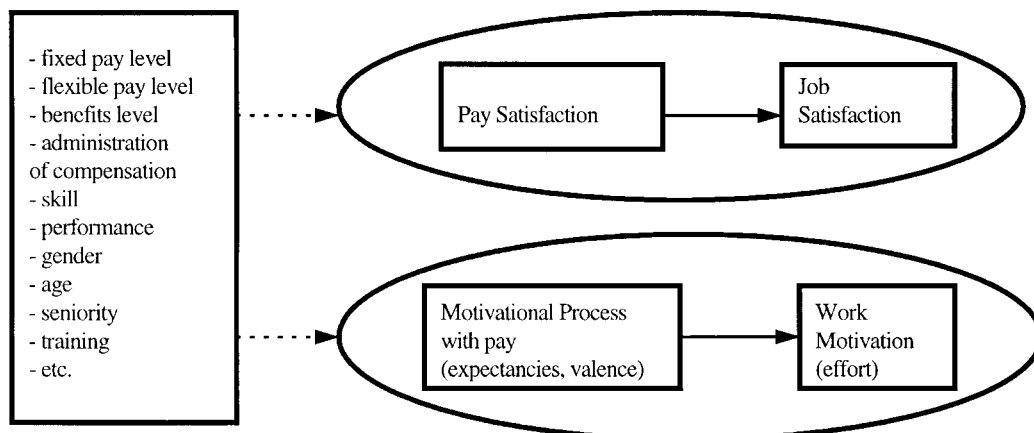 - fixed pay level
- flexible pay level
- benefits level
- administration
of compensation
- skill
- performance
- gender
- age
- seniority
- training
- etc.
Pay Satisfaction
Job
Satisfaction
Motivational Process
with pay
(expectancies, valence)
Work
Motivation
(effort)